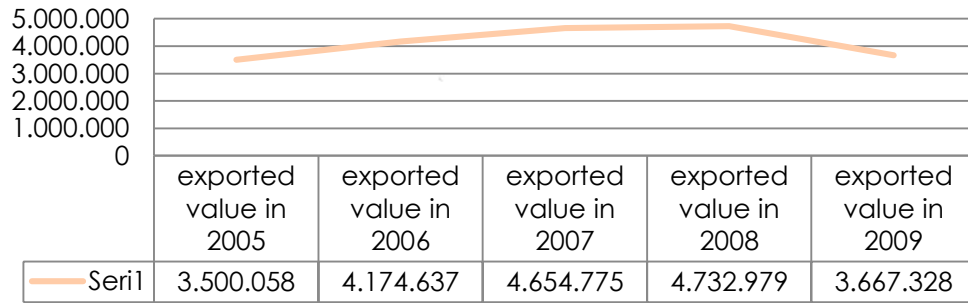 5.000.000
4.000.000
3.000.000
2.000.000
1.000.000
0
exported value in 2005
exported value in 2006
exported value in 2007
exported value in 2008
exported value in 2009
Seri1 3.500.058 4.174.637 4.654.775 4.732.979 3.667.328